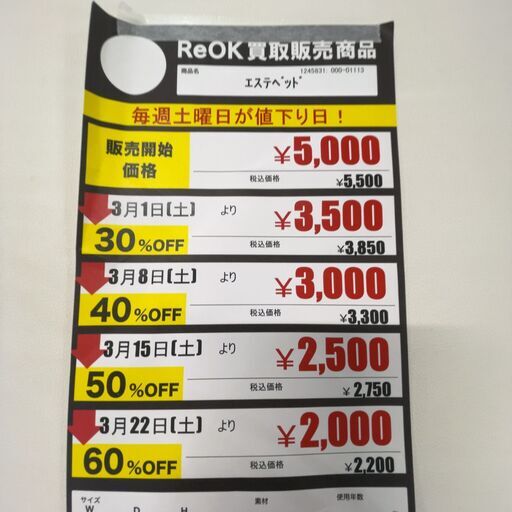 ReOK 買取販売商品
商品名 1245831: 000-01113
エステベッド
毎週土曜日が値下り日！
販売開始価格 ¥5,000
税込価格 ¥5,500
3月1日(土) より ¥3,500
30%OFF 税込価格 ¥3,850
3月8日(土) より ¥3,000
40%OFF 税込価格 ¥3,300
3月15日(土) より ¥2,500
50%OFF 税込価格 ¥2,750
3月22日(土) より ¥2,000
60%OFF 税込価格 ¥2,200
サイズ 素材 使用年数
W D H